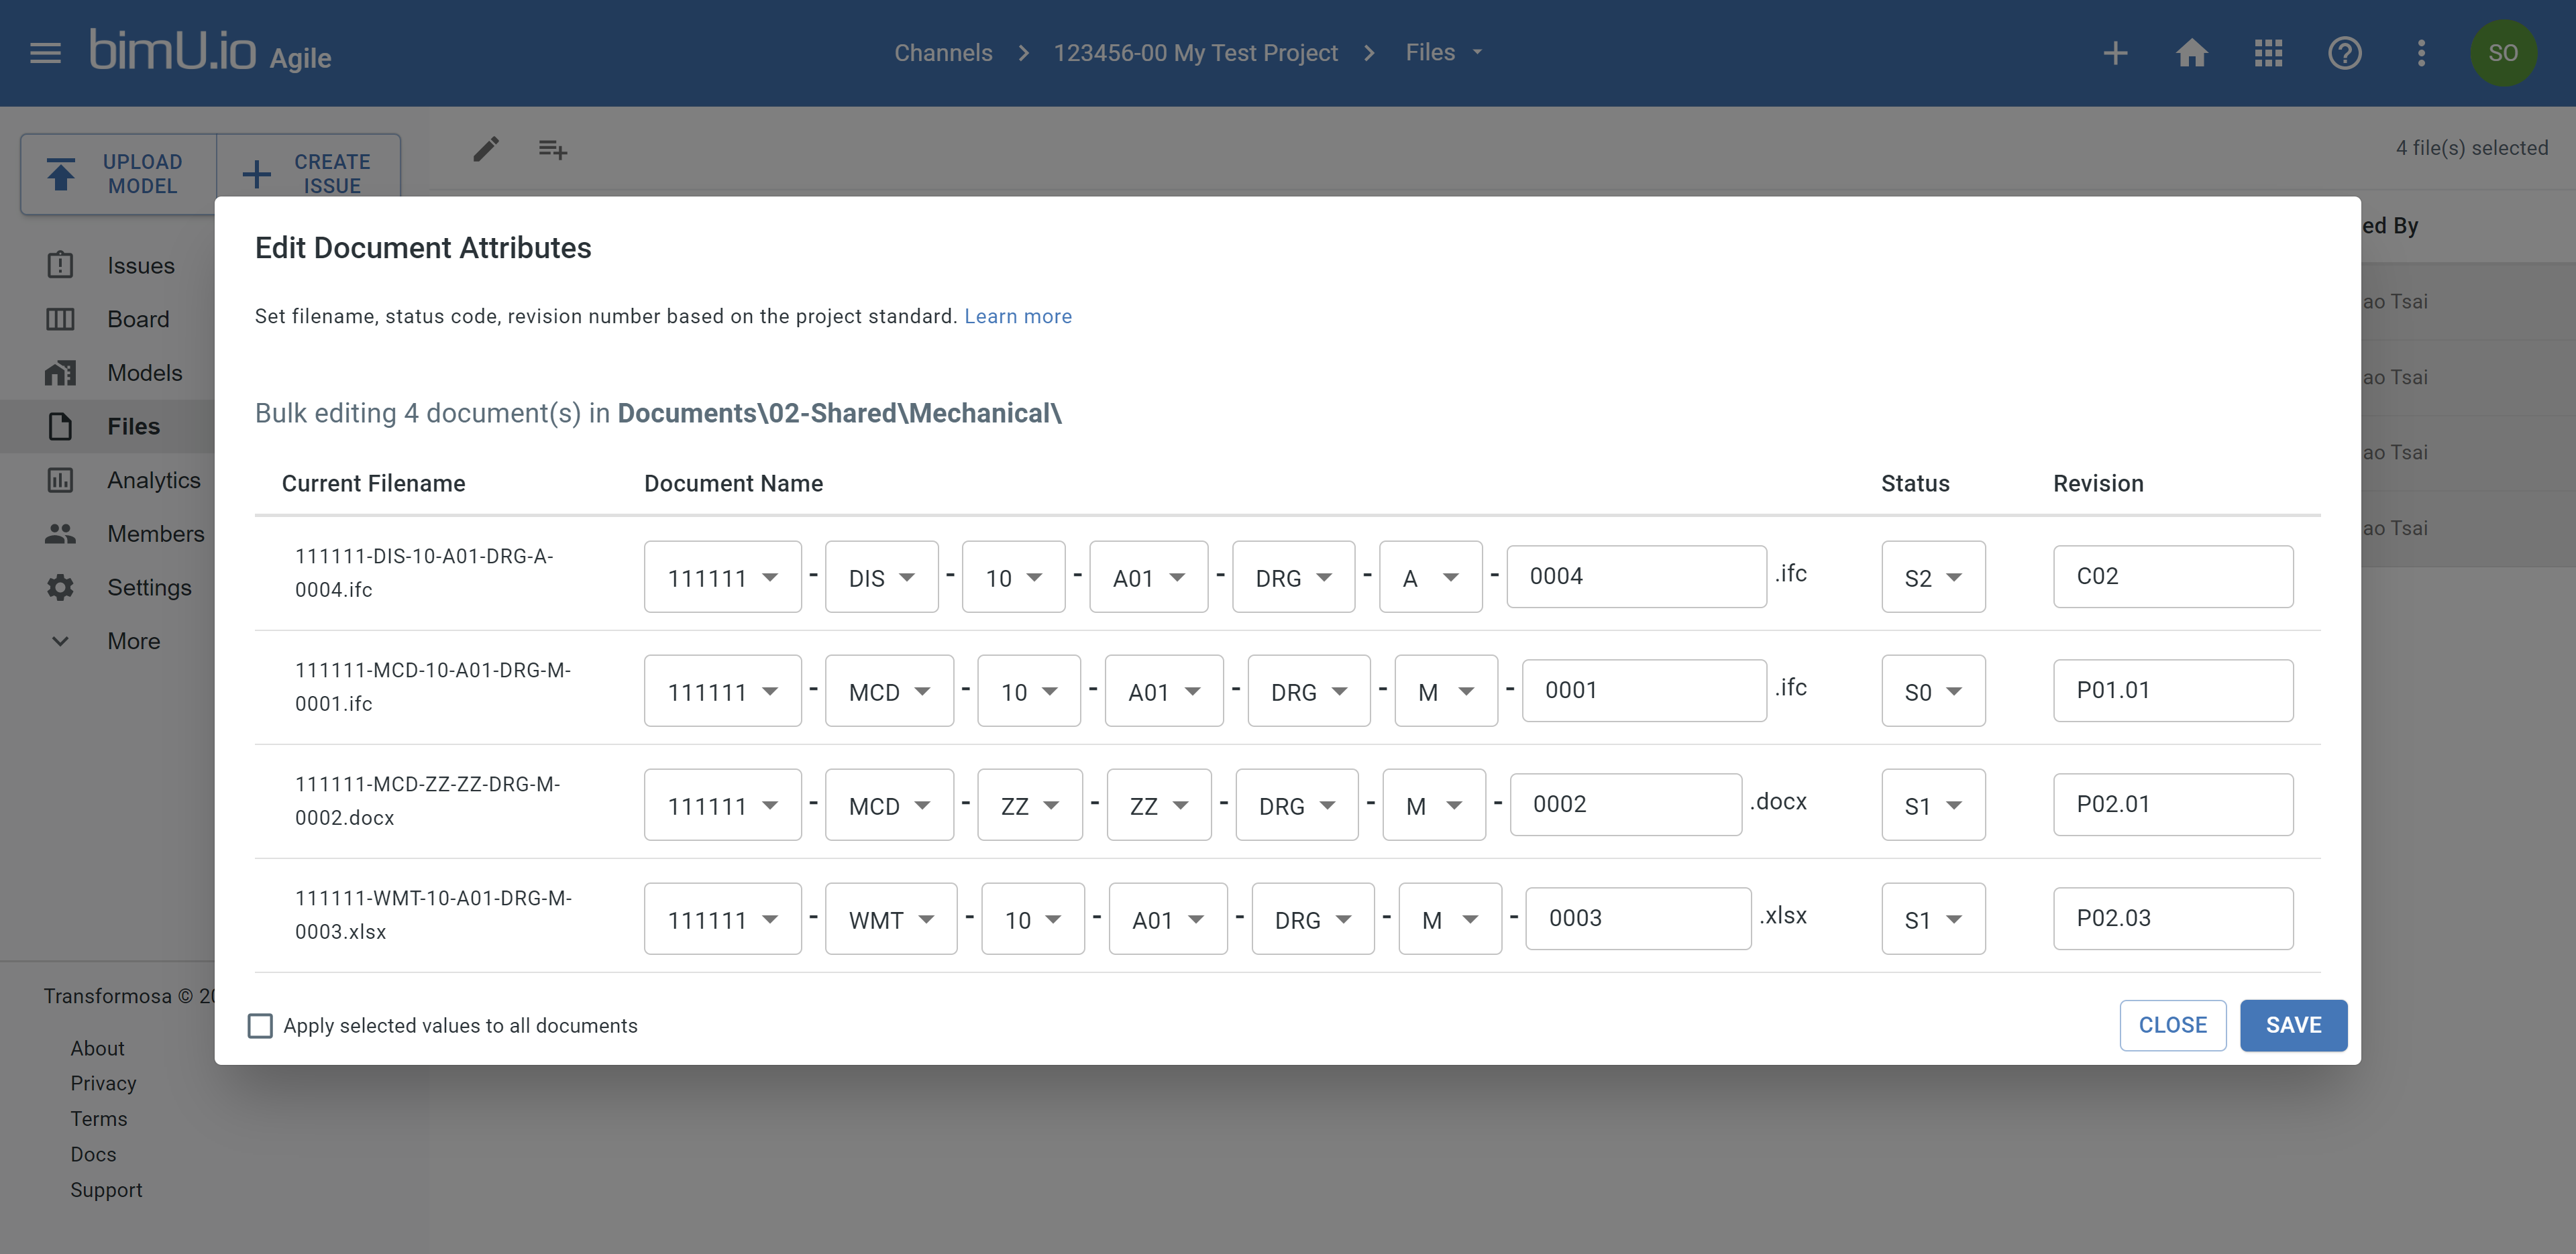 bimU.io Agile
Channels > 123456-00 My Test Project > Files
SO
UPLOAD MODEL
CREATE ISSUE
4 file(s) selected
Issues
Board
Models
Files
Analytics
Members
Settings
More
Transformosa ©
About
Privacy
Terms
Docs
Support
ed By
ao Tsai
ao Tsai
ao Tsai
ao Tsai
Edit Document Attributes
Set filename, status code, revision number based on the project standard. Learn more
Bulk editing 4 document(s) in Documents\02-Shared\Mechanical\
Current Filename Document Name Status Revision
111111-DIS-10-A01-DRG-A-
0004.ifc
111111 - DIS - 10 - A01 - DRG - A - 0004 .ifc S2 C02
111111-MCD-10-A01-DRG-M-
0001.ifc
111111 - MCD - 10 - A01 - DRG - M - 0001 .ifc S0 P01.01
111111-MCD-ZZ-ZZ-DRG-M-
0002.docx
111111 - MCD - ZZ - ZZ - DRG - M - 0002 .docx S1 P02.01
111111-WMT-10-A01-DRG-M-
0003.xlsx
111111 - WMT - 10 - A01 - DRG - M - 0003 .xlsx S1 P02.03
Apply selected values to all documents
CLOSE
SAVE